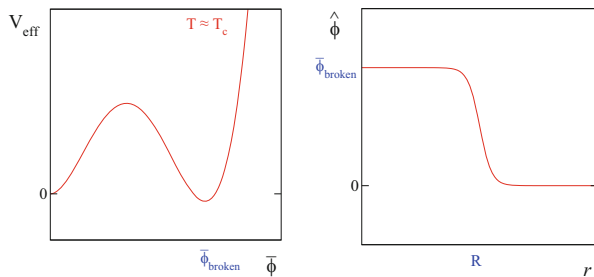 V_eff
T ≈ T_c
0
ϕ̄_broken
ϕ̄
ϕ̂
ϕ̄_broken
0
R
r